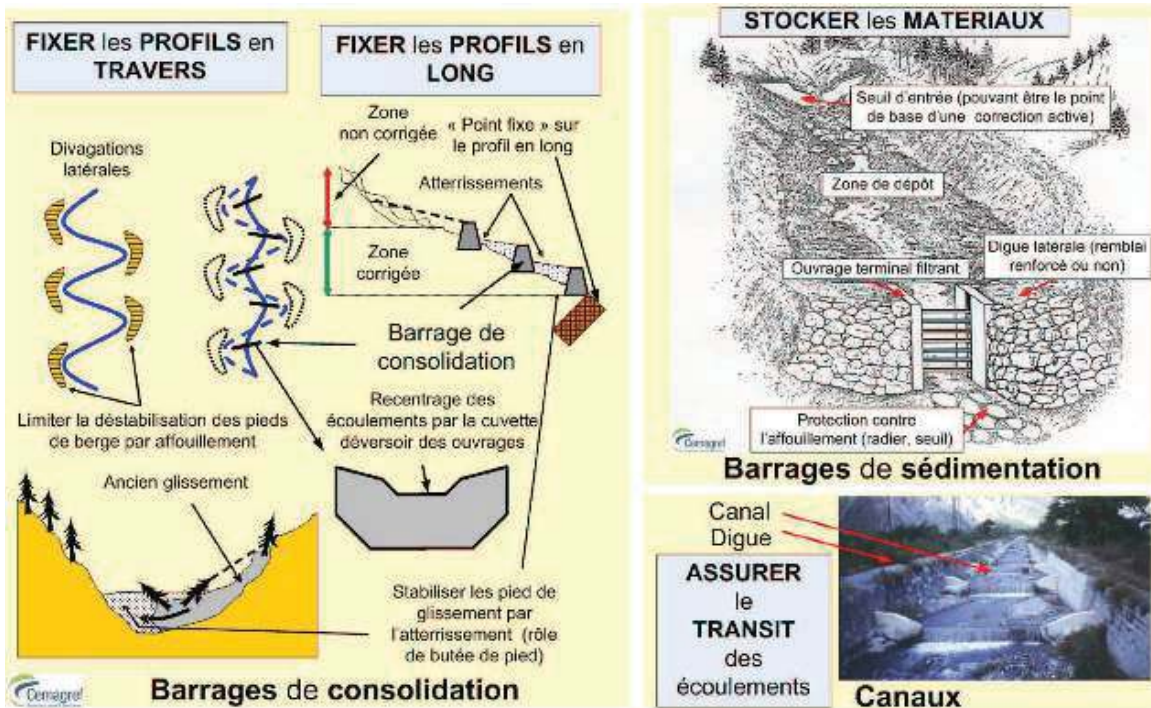 FIXER les PROFILS en
TRAVERS
FIXER les PROFILS en
LONG
Divagations
latérales
Zone
non corrigée
« Point fixe » sur
le profil en long
Atterrissements
Zone
corrigée
Barrage de
consolidation
Limiter la déstabilisation des pieds
de berge par affouillement
Recentrage des
écoulements par la cuvette
déversoir des ouvrages
Ancien glissement
Stabiliser les pied de
glissement par
l'atterrissement (rôle
de butée de pied)
Cemagref
Barrages de consolidation
STOCKER les MATERIAUX
Seuil d'entrée (pouvant être le point
de base d'une correction active)
Zone de dépôt
Digue latérale (remblai
renforcé ou non)
Ouvrage terminal filtrant
Protection contre
l'affouillement (radier, seuil)
Cemagref
Barrages de sédimentation
Canal
Digue
ASSURER
le
TRANSIT
des
écoulements
Canaux